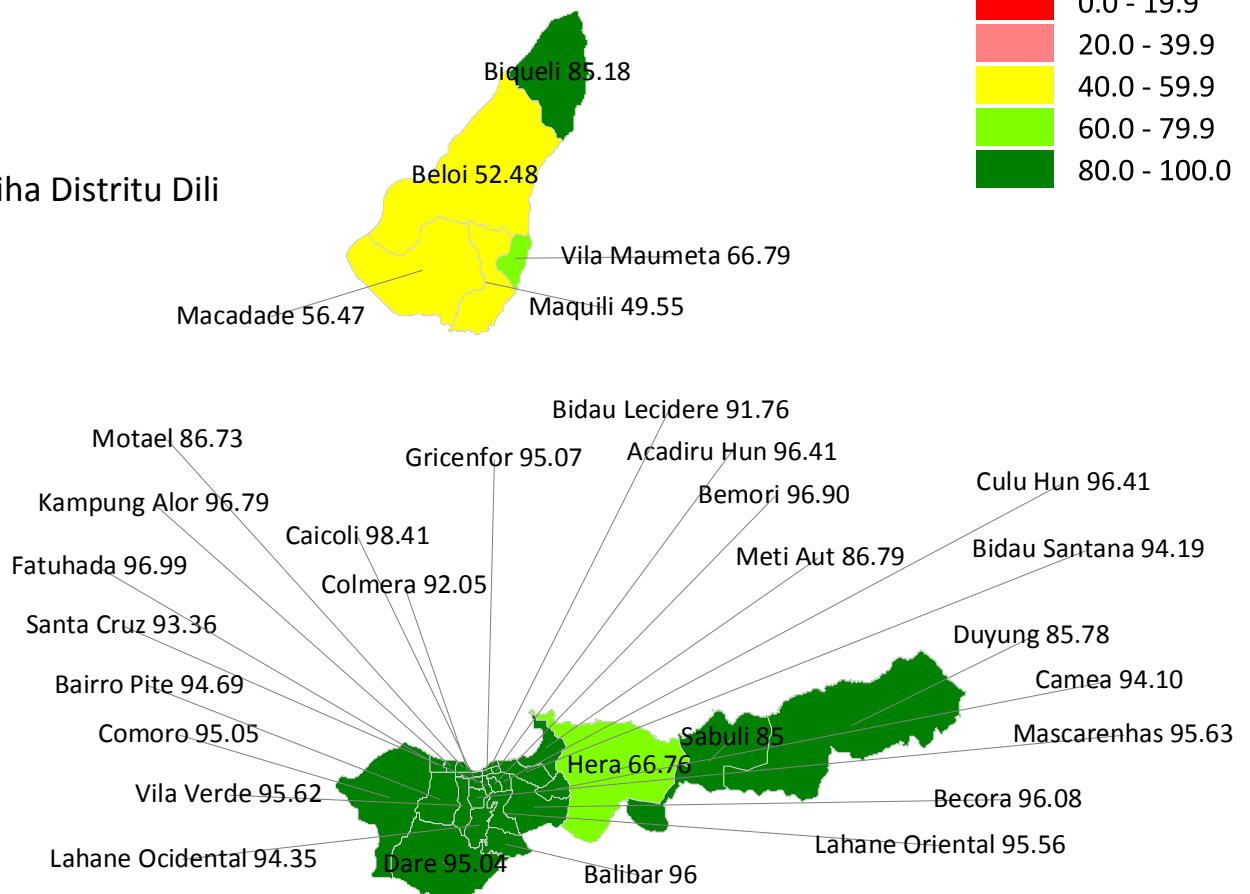 0.0 - 19.9
20.0 - 39.9
40.0 - 59.9
60.0 - 79.9
80.0 - 100.0
iha Distritu Dili
Biqueli 85.18
Beloi 52.48
Vila Maumeta 66.79
Maquili 49.55
Macadade 56.47
Bidau Lecidere 91.76
Motael 86.73
Gricenfor 95.07
Acadiru Hun 96.41
Culu Hun 96.41
Kampung Alor 96.79
Bemori 96.90
Caicoli 98.41
Bidau Santana 94.19
Fatuhada 96.99
Meti Aut 86.79
Colmera 92.05
Santa Cruz 93.36
Duyung 85.78
Bairro Pite 94.69
Camea 94.10
Comoro 95.05
Sabuli 85
Mascarenhas 95.63
Hera 66.76
Vila Verde 95.62
Becora 96.08
Lahane Oriental 95.56
Lahane Ocidental 94.35
Dare 95.04
Balibar 96